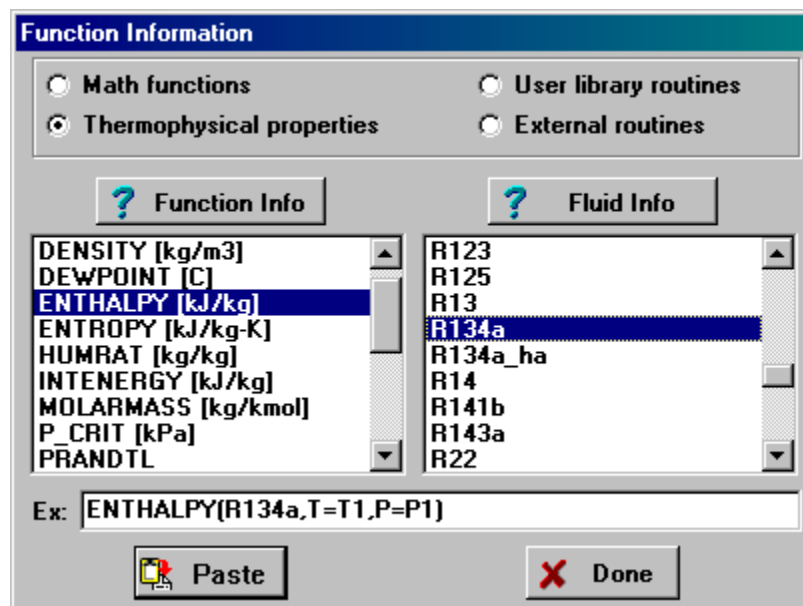 Function Information
Math functions
User library routines
Thermophysical properties
External routines
? Function Info
? Fluid Info
DENSITY [kg/m3]
DEWPOINT [C]
ENTHALPY [kJ/kg]
ENTROPY [kJ/kg-K]
HUMRAT [kg/kg]
INTENERGY [kJ/kg]
MOLARMASS [kg/kmol]
P_CRIT [kPa]
PRANDTL
R123
R125
R13
R134a
R134a_ha
R14
R141b
R143a
R22
Ex: ENTHALPY(R134a,T=T1,P=P1)
Paste
Done